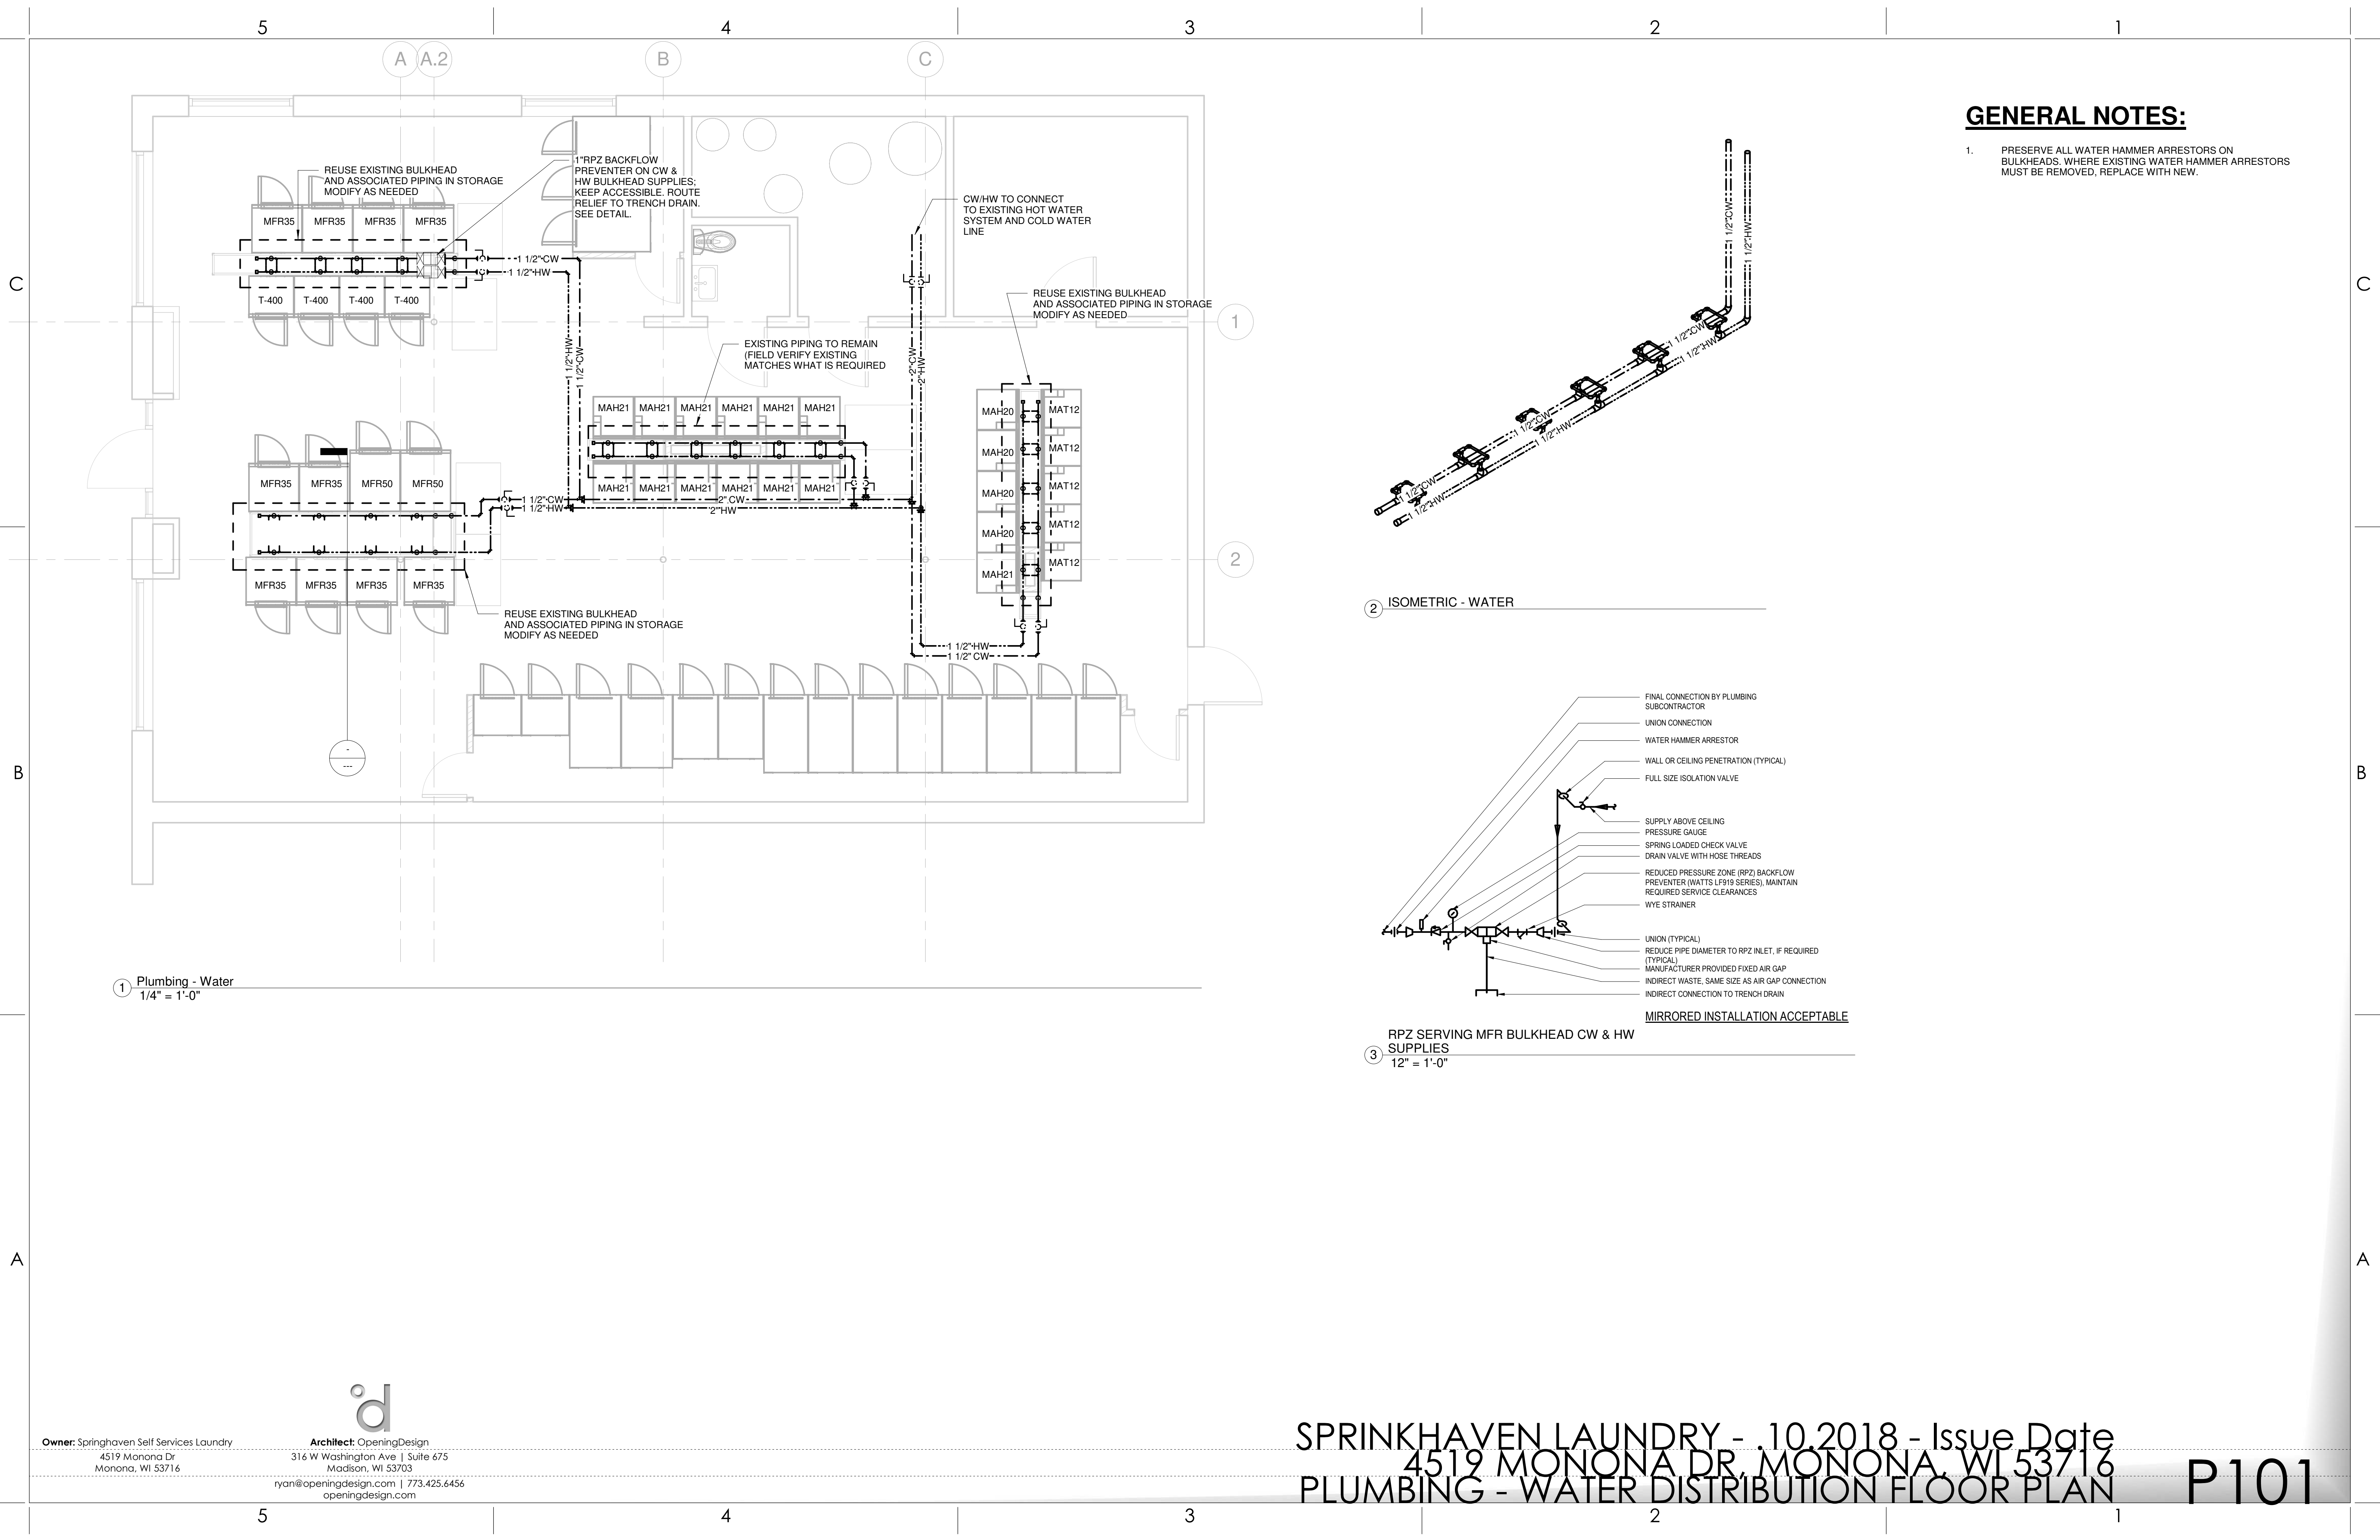 5
4
3
2
1
A
A.2
B
C
GENERAL NOTES:
1. PRESERVE ALL WATER HAMMER ARRESTORS ON
BULKHEADS. WHERE EXISTING WATER HAMMER ARRESTORS
MUST BE REMOVED, REPLACE WITH NEW.
REUSE EXISTING BULKHEAD
AND ASSOCIATED PIPING IN STORAGE
MODIFY AS NEEDED
1"RPZ BACKFLOW
PREVENTER ON CW &
HW BULKHEAD SUPPLIES;
KEEP ACCESSIBLE. ROUTE
RELIEF TO TRENCH DRAIN.
SEE DETAIL.
CW/HW TO CONNECT
TO EXISTING HOT WATER
SYSTEM AND COLD WATER
LINE
MFR35 MFR35 MFR35 MFR35
1 1/2" CW
1 1/2" HW
T-400 T-400 T-400 T-400
C
C
REUSE EXISTING BULKHEAD
AND ASSOCIATED PIPING IN STORAGE
MODIFY AS NEEDED
1
EXISTING PIPING TO REMAIN
(FIELD VERIFY EXISTING
MATCHES WHAT IS REQUIRED
1 1/2" HW
1 1/2" CW
2" CW
2" HW
MAH21 MAH21 MAH21 MAH21 MAH21 MAH21
MAH21 MAH21 MAH21 MAH21 MAH21 MAH21
MAH20
MAH20
MAH20
MAH20
MAH21
MAT12
MAT12
MAT12
MAT12
MAT12
MFR35 MFR35 MFR50 MFR50
1 1/2" CW
1 1/2" HW
2" CW
2" HW
2
MFR35 MFR35 MFR35 MFR35
REUSE EXISTING BULKHEAD
AND ASSOCIATED PIPING IN STORAGE
MODIFY AS NEEDED
1 1/2" HW
1 1/2" CW
-
---
B
B
1 Plumbing - Water
1/4" = 1'-0"
1 1/2" CW
1 1/2" HW
1 1/2" CW
1 1/2" HW
1 1/2" CW
1 1/2" HW
1 1/2" CW
1 1/2" HW
2 ISOMETRIC - WATER
FINAL CONNECTION BY PLUMBING
SUBCONTRACTOR
UNION CONNECTION
WATER HAMMER ARRESTOR
WALL OR CEILING PENETRATION (TYPICAL)
FULL SIZE ISOLATION VALVE
SUPPLY ABOVE CEILING
PRESSURE GAUGE
SPRING LOADED CHECK VALVE
DRAIN VALVE WITH HOSE THREADS
REDUCED PRESSURE ZONE (RPZ) BACKFLOW
PREVENTER (WATTS LF919 SERIES), MAINTAIN
REQUIRED SERVICE CLEARANCES
WYE STRAINER
UNION (TYPICAL)
REDUCE PIPE DIAMETER TO RPZ INLET, IF REQUIRED
(TYPICAL)
MANUFACTURER PROVIDED FIXED AIR GAP
INDIRECT WASTE, SAME SIZE AS AIR GAP CONNECTION
INDIRECT CONNECTION TO TRENCH DRAIN
MIRRORED INSTALLATION ACCEPTABLE
RPZ SERVING MFR BULKHEAD CW & HW
3 SUPPLIES
12" = 1'-0"
A
A
d
Owner: Springhaven Self Services Laundry
4519 Monona Dr
Monona, WI 53716
Architect: OpeningDesign
316 W Washington Ave | Suite 675
Madison, WI 53703
ryan@openingdesign.com | 773.425.6456
openingdesign.com
SPRINKHAVEN LAUNDRY - .10.2018 - Issue Date
4519 MONONA DR, MONONA, WI 53716
PLUMBING - WATER DISTRIBUTION FLOOR PLAN
P101
5
4
3
2
1